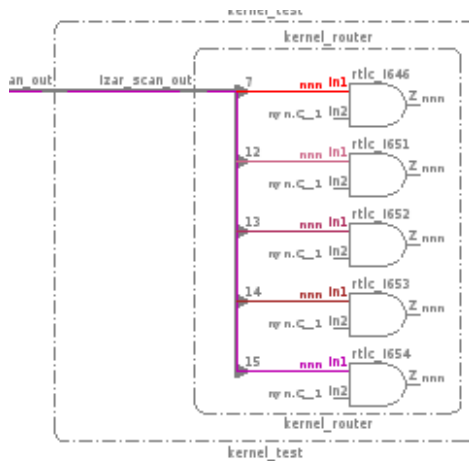 kernel_test
kernel_router
an_out lzar_scan_out 7 nnn In1 rtlc_I646
In2 Z nnn
12 nnn In1 rtlc_I651
In2 Z nnn
13 nnn In1 rtlc_I652
In2 Z nnn
14 nnn In1 rtlc_I653
In2 Z nnn
15 nnn In1 rtlc_I654
In2 Z nnn
kernel_router
kernel_test